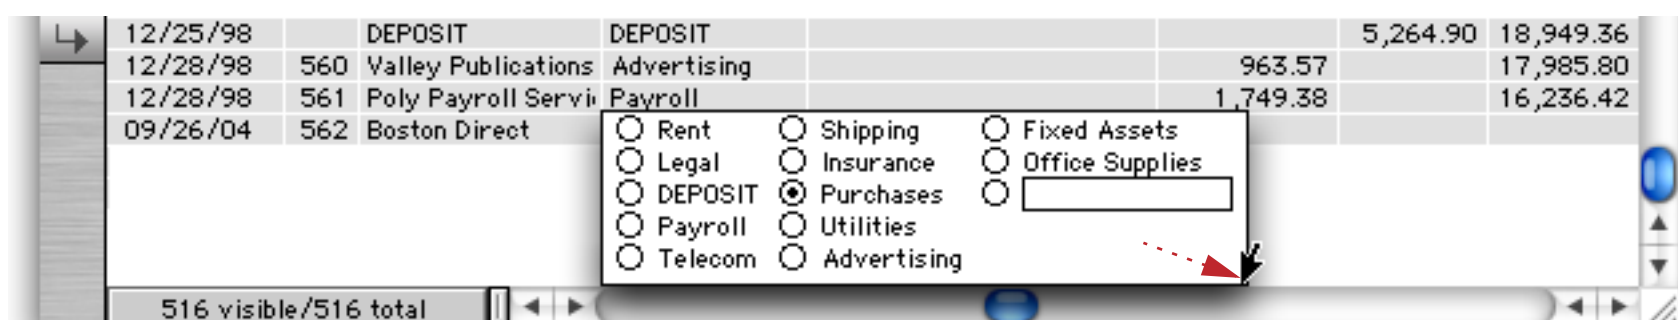 12/25/98 DEPOSIT DEPOSIT 5,264.90 18,949.36
12/28/98 560 Valley Publications Advertising 963.57 17,985.80
12/28/98 561 Poly Payroll Servi Payroll 1,749.38 16,236.42
09/26/04 562 Boston Direct
Rent Shipping Fixed Assets
Legal Insurance Office Supplies
DEPOSIT Purchases
Payroll Utilities
Telecom Advertising
516 visible/516 total